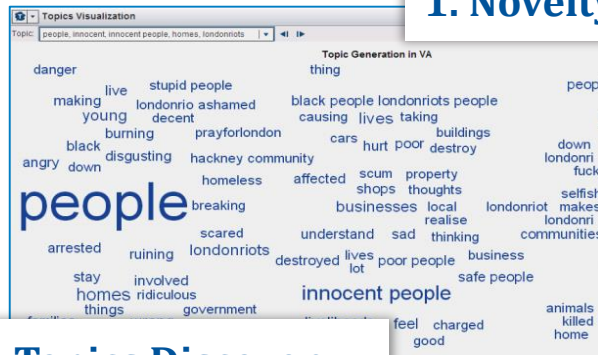 1. Novelty
Topics Visualization
Topic: people, innocent, innocent people, homes, londonriots
Topic Generation in VA
danger thing
live stupid people
making londonrio ashamed black people londonriots people
young decent causing lives taking
burning prayforlondon cars buildings
black hurt poor destroy down
angry down disgusting hackney community londonri
homeless affected scum property
shops thoughts selfish
people breaking businesses local londonriot makes
realise londonri
scared understand sad thinking communities
arrested ruining londonriots destroyed lives poor people business
lot
stay involved safe people
homes ridiculous innocent people
things government animals
feel charged killed
good home